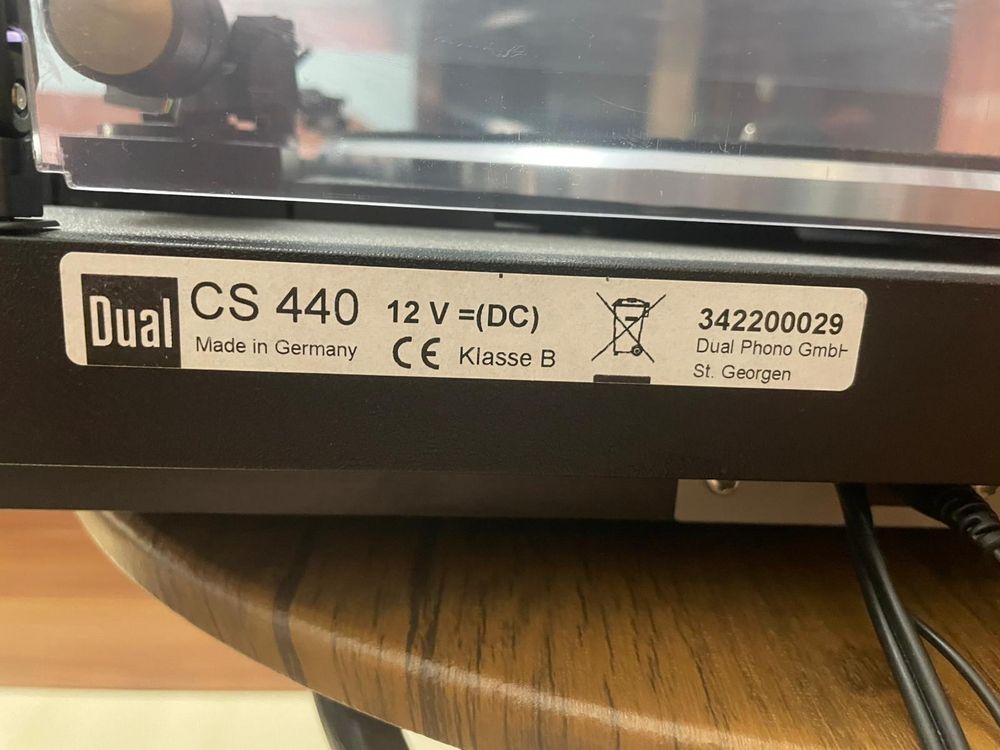 Dual
CS 440
Made in Germany
12 V =(DC)
CE Klasse B
342200029
Dual Phono GmbH
St. Georgen